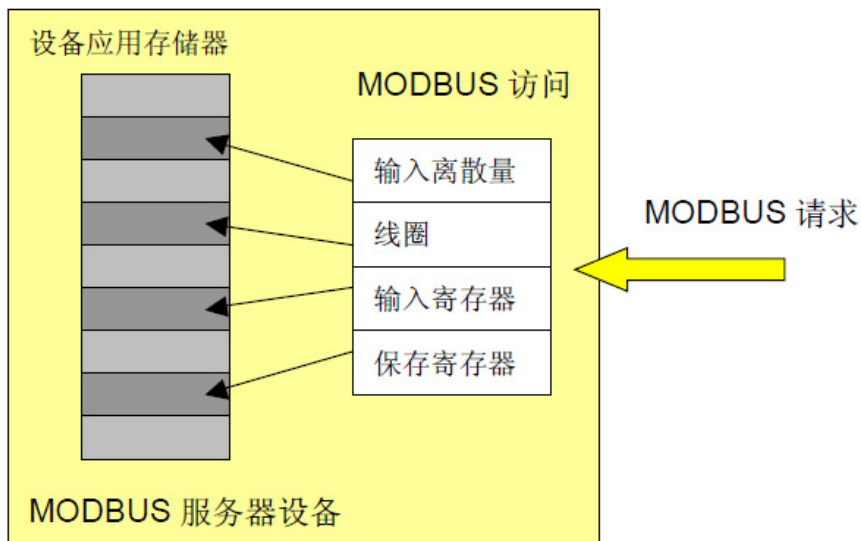 设备应用存储器
MODBUS 访问
输入离散量
线圈
输入寄存器
保存寄存器
MODBUS 请求
MODBUS 服务器设备